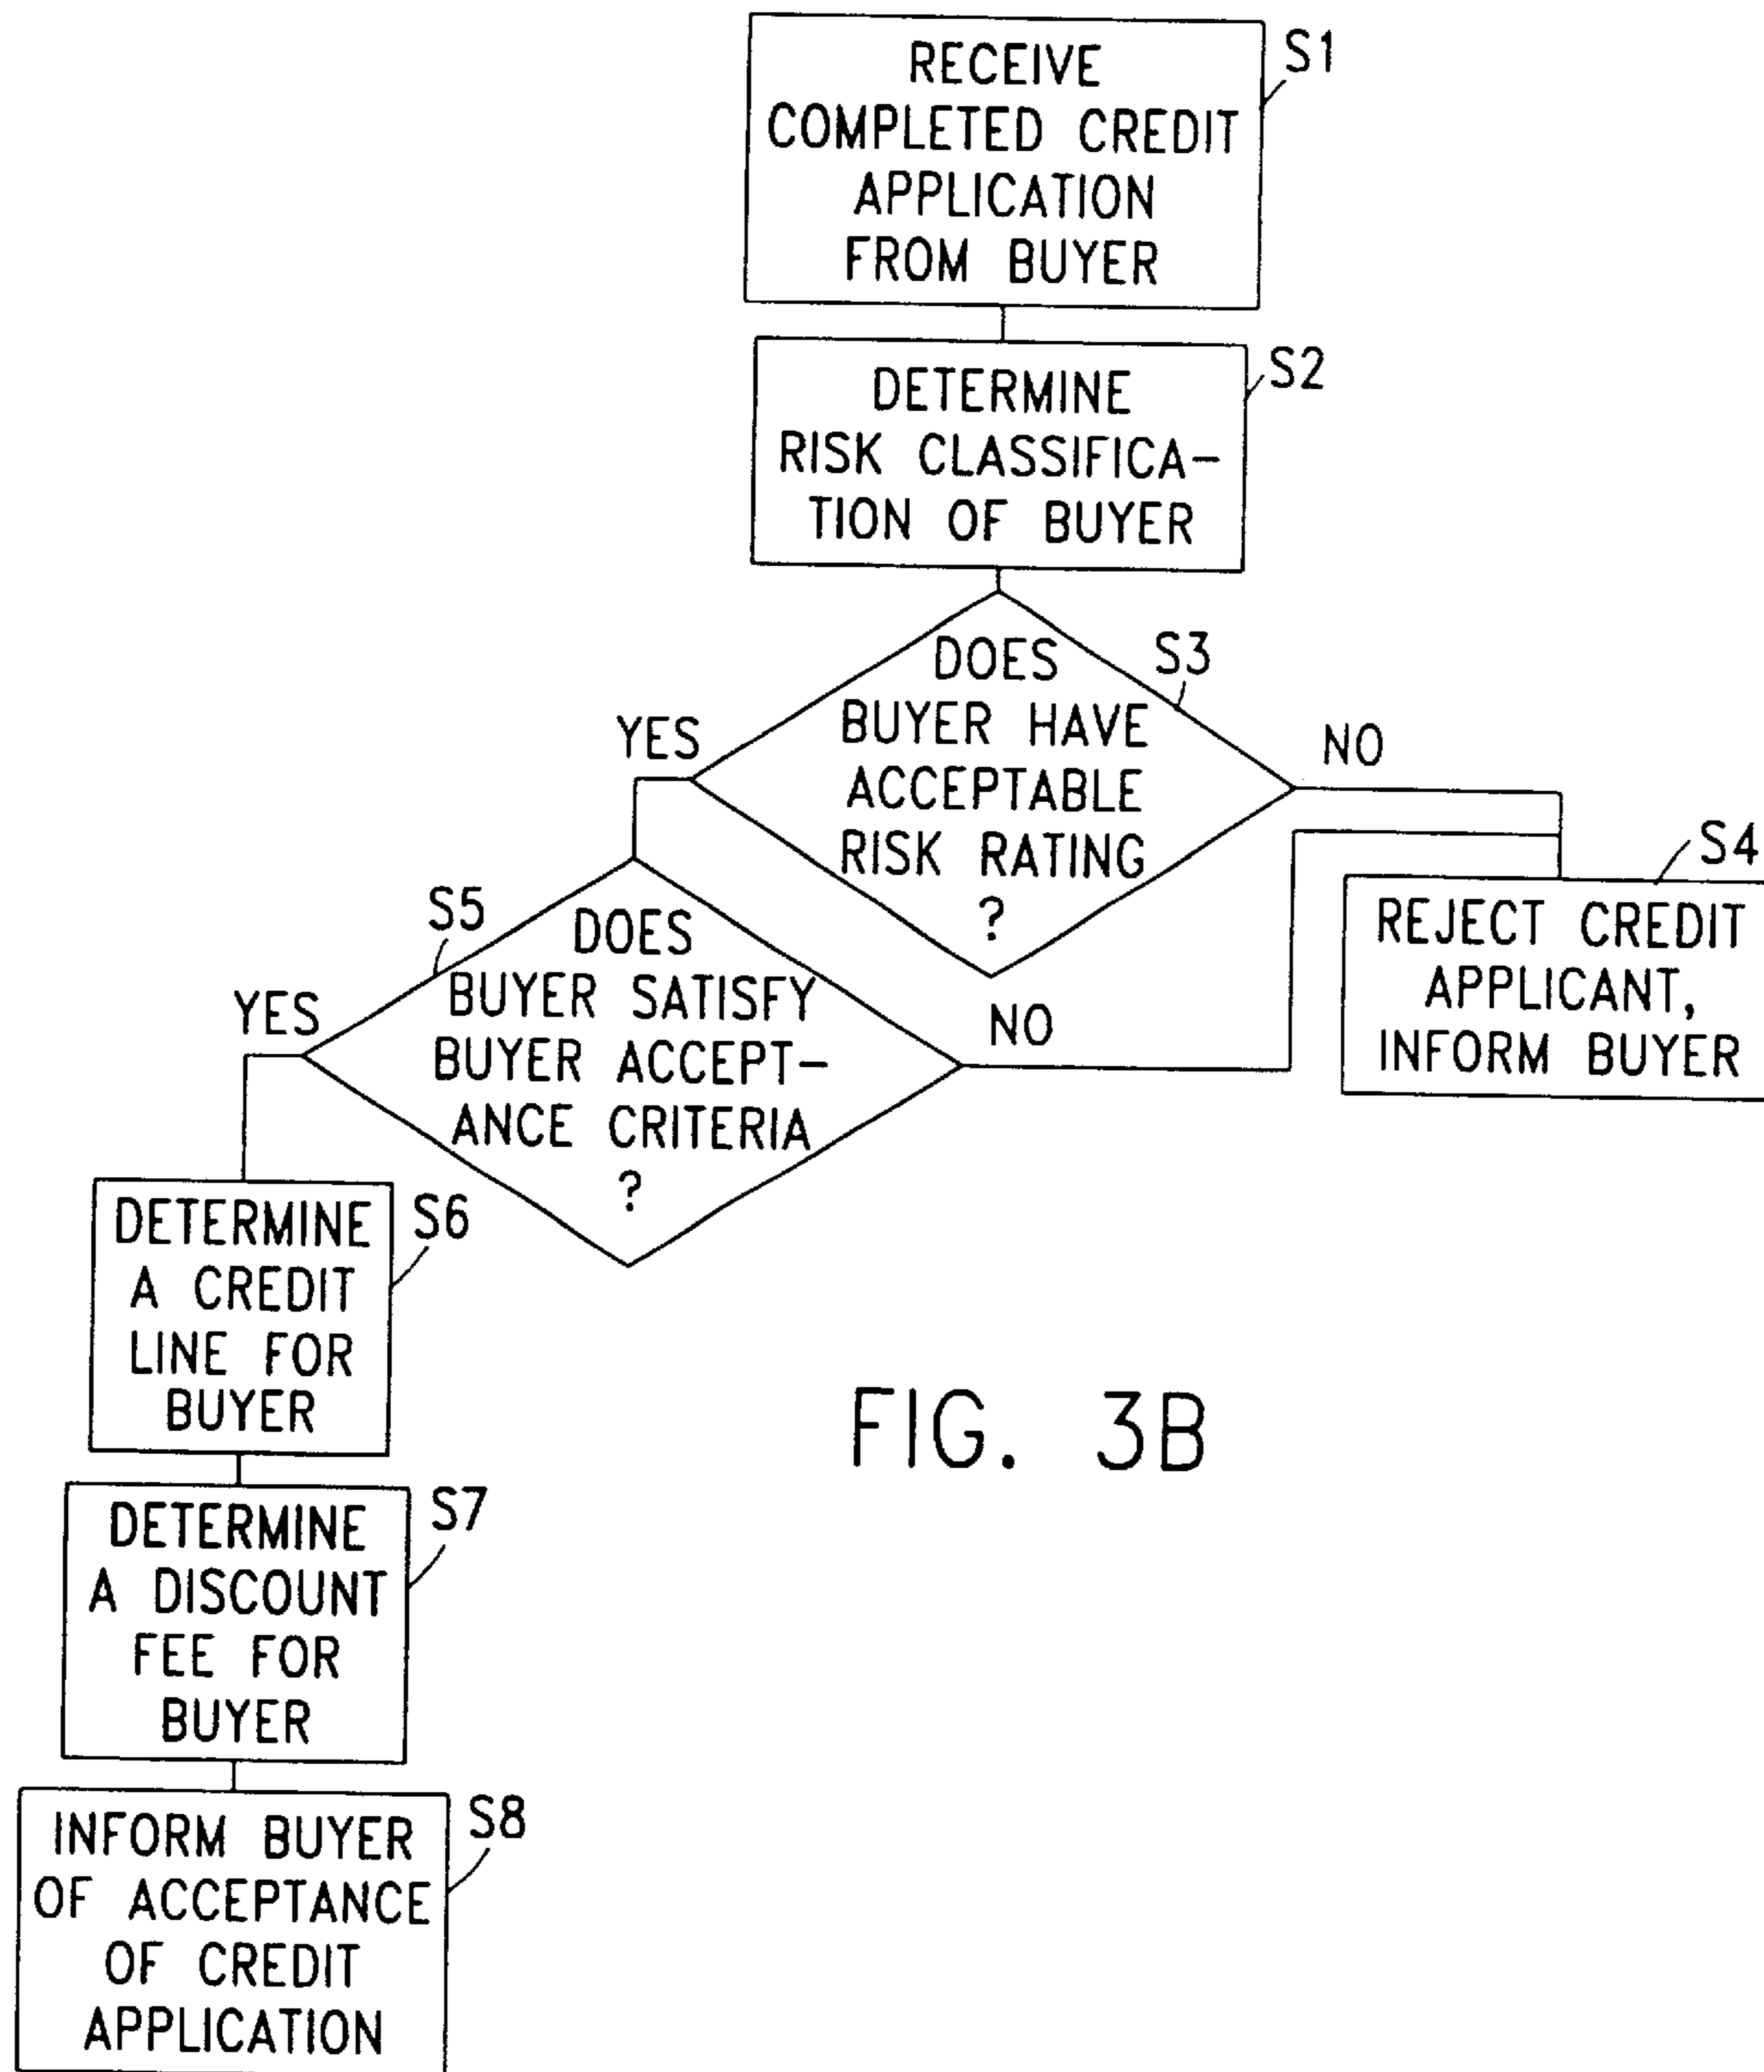 RECEIVE
COMPLETED CREDIT
APPLICATION
FROM BUYER
S1
DETERMINE
RISK CLASSIFICA-
TION OF BUYER
S2
DOES
BUYER HAVE
ACCEPTABLE
RISK RATING
?
S3
YES
NO
S4
REJECT CREDIT
APPLICANT,
INFORM BUYER
S5
DOES
BUYER SATISFY
BUYER ACCEPT-
ANCE CRITERIA
?
YES
NO
DETERMINE
A CREDIT
LINE FOR
BUYER
S6
DETERMINE
A DISCOUNT
FEE FOR
BUYER
S7
INFORM BUYER
OF ACCEPTANCE
OF CREDIT
APPLICATION
S8
FIG. 3B